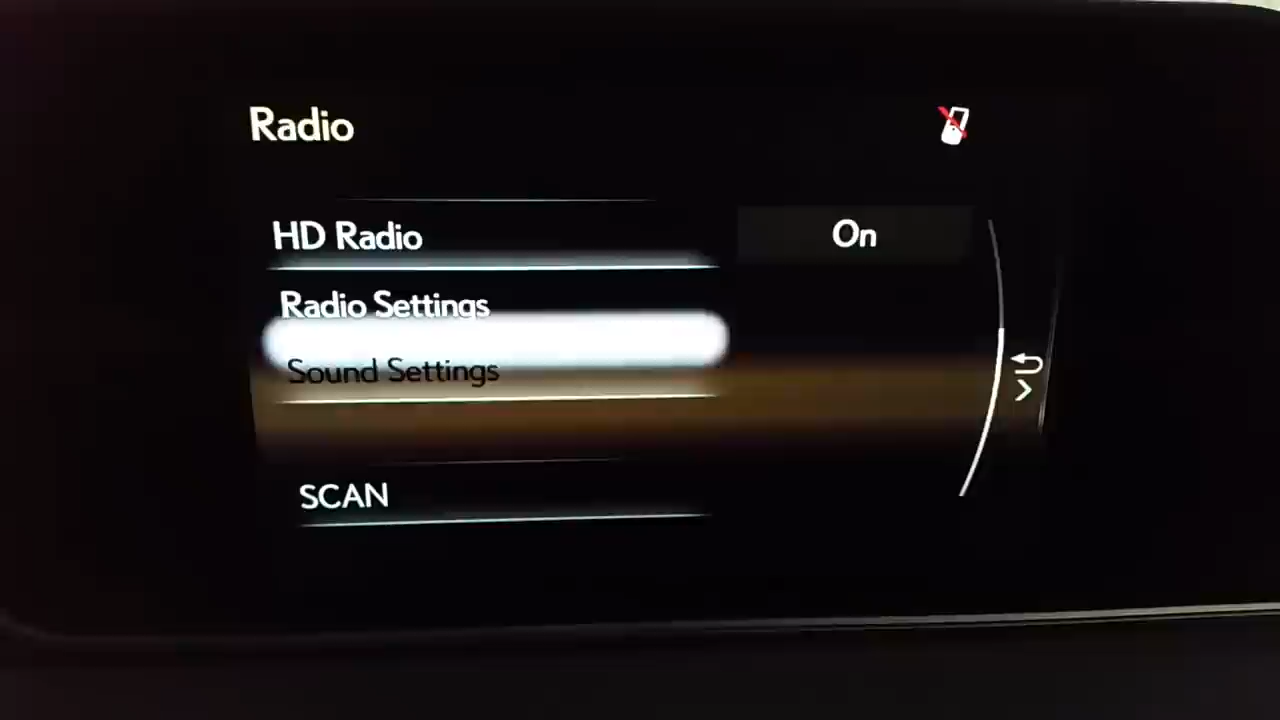 Radio
HD Radio
On
Radio Settings
Sound Settings
SCAN